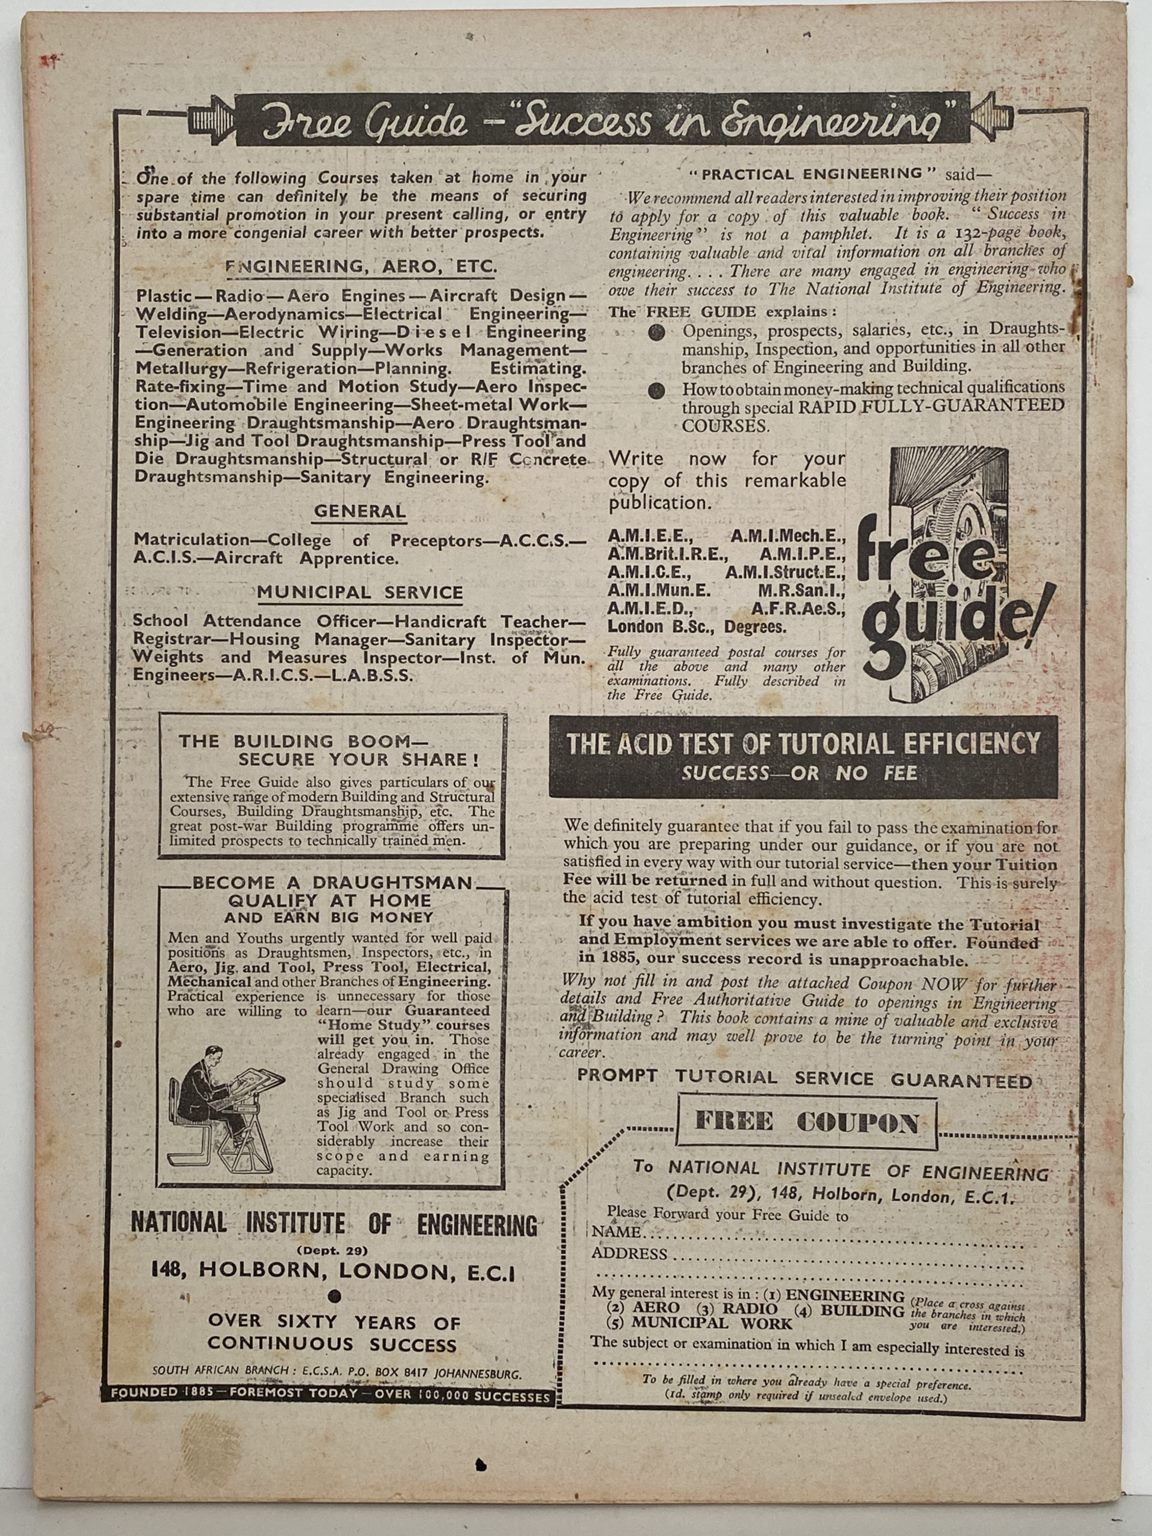 Free Guide – "Success in Engineering"
"One of the following Courses taken at home in your
spare time can definitely be the means of securing
substantial promotion in your present calling, or entry
into a more congenial career with better prospects.
ENGINEERING, AERO, ETC.
Plastic—Radio—Aero Engines—Aircraft Design—
Welding—Aerodynamics—Electrical Engineering—
Television—Electric Wiring—Diesel Engineering
—Generation and Supply—Works Management—
Metallurgy—Refrigeration—Planning. Estimating.
Rate-fixing—Time and Motion Study—Aero Inspec-
tion—Automobile Engineering—Sheet-metal Work—
Engineering Draughtsmanship—Aero Draughtsman-
ship—Jig and Tool Draughtsmanship—Press Tool and
Die Draughtsmanship—Structural or R/F Concrete
Draughtsmanship—Sanitary Engineering.
GENERAL
Matriculation—College of Preceptors—A.C.C.S.—
A.C.I.S.—Aircraft Apprentice.
MUNICIPAL SERVICE
School Attendance Officer—Handicraft Teacher—
Registrar—Housing Manager—Sanitary Inspector—
Weights and Measures Inspector—Inst. of Mun.
Engineers—A.R.I.C.S.—L.A.B.S.S.
THE BUILDING BOOM—
SECURE YOUR SHARE!
The Free Guide also gives particulars of our
extensive range of modern Building and Structural
Courses, Building Draughtsmanship, etc. The
great post-war Building programme offers un-
limited prospects to technically trained men.
BECOME A DRAUGHTSMAN
QUALIFY AT HOME
AND EARN BIG MONEY
Men and Youths urgently wanted for well paid
positions as Draughtsmen, Inspectors, etc., in
Aero, Jig and Tool, Press Tool, Electrical,
Mechanical and other Branches of Engineering.
Practical experience is unnecessary for those
who are willing to learn—our Guaranteed
"Home Study" courses
will get you in. Those
already engaged in the
General Drawing Office
should study some
specialised Branch such
as Jig and Tool or Press
Tool Work and so con-
siderably increase their
scope and earning
capacity.
NATIONAL INSTITUTE OF ENGINEERING
(Dept. 29)
148, HOLBORN, LONDON, E.C.1
OVER SIXTY YEARS OF
CONTINUOUS SUCCESS
SOUTH AFRICAN BRANCH : E.C.S.A. P.O. BOX 8417 JOHANNESBURG.
FOUNDED 1885—FOREMOST TODAY—OVER 100,000 SUCCESSES
"PRACTICAL ENGINEERING" said—
We recommend all readers interested in improving their position
to apply for a copy of this valuable book. "Success in
Engineering" is not a pamphlet. It is a 132-page book,
containing valuable and vital information on all branches of
engineering. . . . There are many engaged in engineering who
owe their success to The National Institute of Engineering.
The FREE GUIDE explains :
● Openings, prospects, salaries, etc., in Draughts-
manship, Inspection, and opportunities in all other
branches of Engineering and Building.
● How to obtain money-making technical qualifications
through special RAPID FULLY-GUARANTEED
COURSES.
Write now for your
copy of this remarkable
publication.
A.M.I.E.E., A.M.I.Mech.E.,
A.M.Brit.I.R.E., A.M.I.P.E.,
A.M.I.C.E., A.M.I.Struct.E.,
A.M.I.Mun.E. M.R.San.I.,
A.M.I.E.D., A.F.R.Ae.S.,
London B.Sc., Degrees.
Fully guaranteed postal courses for
all the above and many other
examinations. Fully described in
the Free Guide.
free
guide!
THE ACID TEST OF TUTORIAL EFFICIENCY
SUCCESS—OR NO FEE
We definitely guarantee that if you fail to pass the examination for
which you are preparing under our guidance, or if you are not
satisfied in every way with our tutorial service—then your Tuition
Fee will be returned in full and without question. This is surely
the acid test of tutorial efficiency.
If you have ambition you must investigate the Tutorial
and Employment services we are able to offer. Founded
in 1885, our success record is unapproachable.
Why not fill in and post the attached Coupon NOW for further
details and Free Authoritative Guide to openings in Engineering
and Building? This book contains a mine of valuable and exclusive
information and may well prove to be the turning point in your
career.
PROMPT TUTORIAL SERVICE GUARANTEED
FREE COUPON
To NATIONAL INSTITUTE OF ENGINEERING
(Dept. 29), 148, Holborn, London, E.C.1.
Please Forward your Free Guide to
NAME
ADDRESS
My general interest is in : (1) ENGINEERING (Place a cross against
(2) AERO (3) RADIO (4) BUILDING the branches in which
(5) MUNICIPAL WORK you are interested.)
The subject or examination in which I am especially interested is
To be filled in where you already have a special preference.
(1d. stamp only required if unsealed envelope used.)